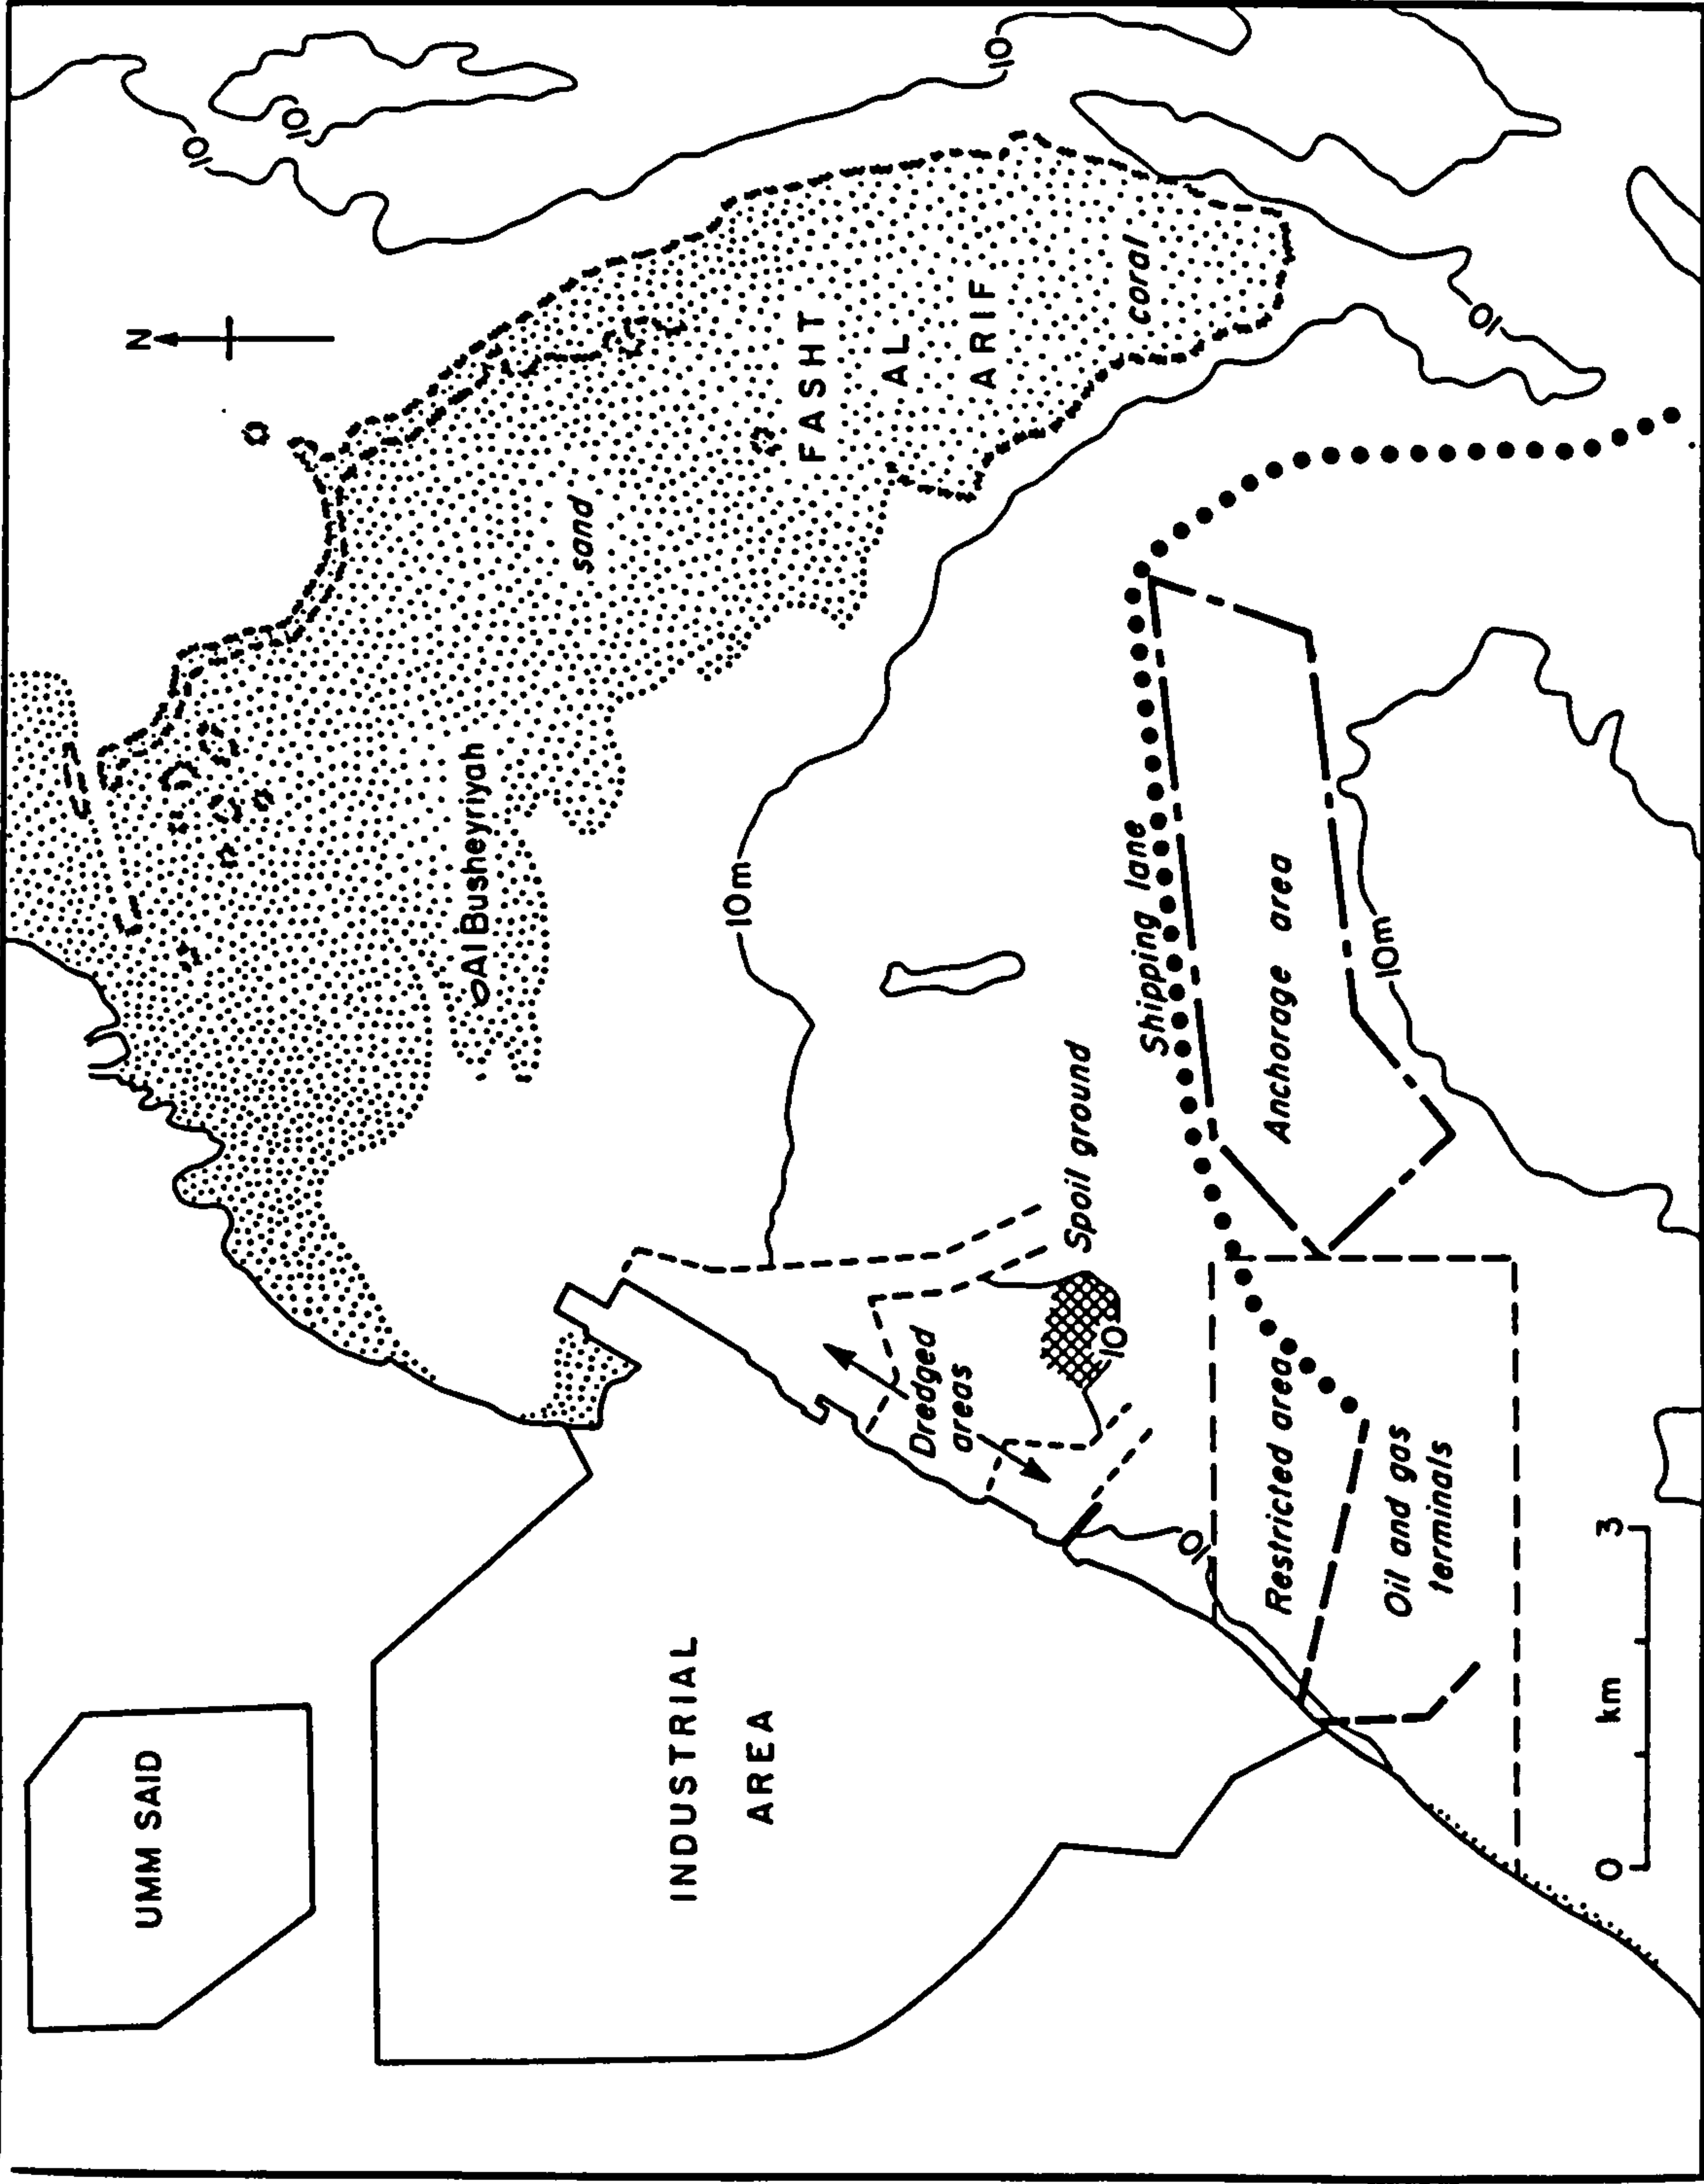 UMM SAID
INDUSTRIAL
AREA
N
10
10
10
sand
Al Busheyriyah
FASHT
AL
ARIF
coral
10m
10
Dredged
areas
Spoil ground
10
10
Shipping lane
Anchorage area
10m
Restricted area
Oil and gas
terminals
0
km
3